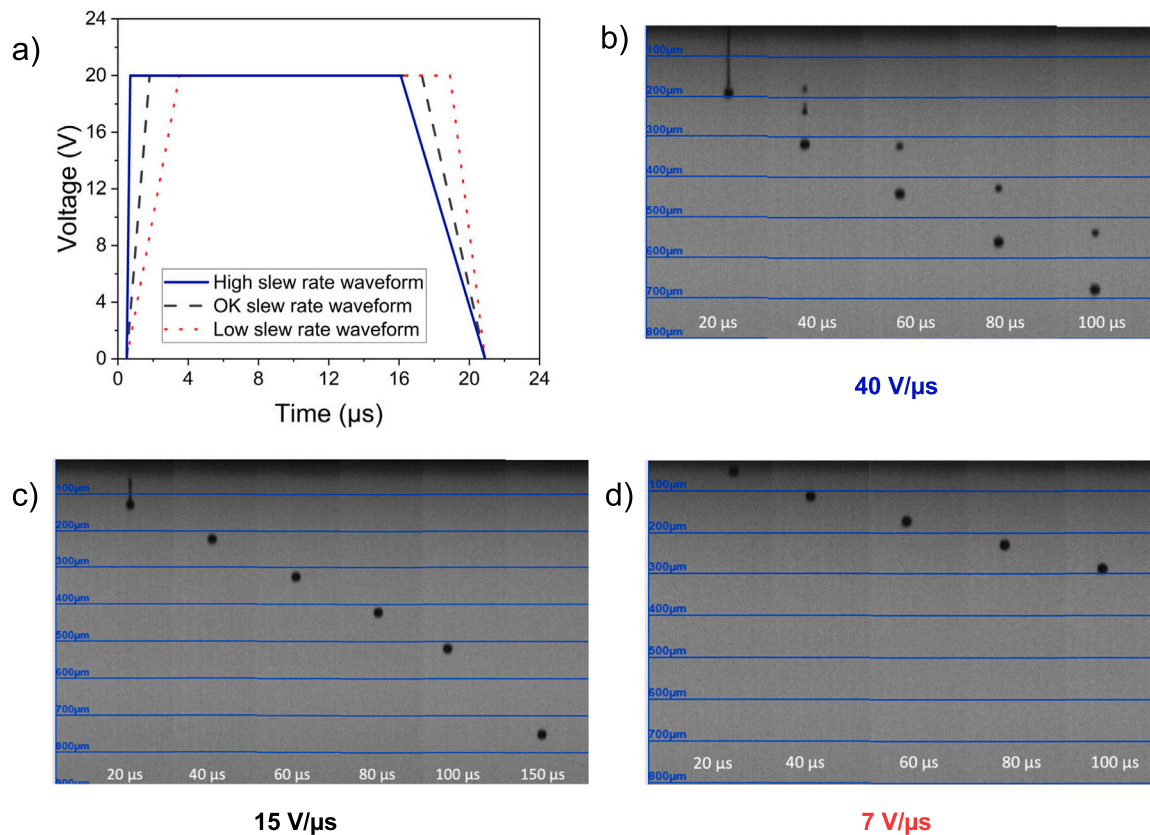 a)
24
20
16
12
8
4
0
Voltage (V)
High slew rate waveform
OK slew rate waveform
Low slew rate waveform
0 4 8 12 16 20 24
Time (µs)
b)
100µm
200µm
300µm
400µm
500µm
600µm
700µm
800µm
20 µs 40 µs 60 µs 80 µs 100 µs
40 V/µs
c)
100µm
200µm
300µm
400µm
500µm
600µm
700µm
800µm
900µm
20 µs 40 µs 60 µs 80 µs 100 µs 150 µs
15 V/µs
d)
100µm
200µm
300µm
400µm
500µm
600µm
700µm
800µm
20 µs 40 µs 60 µs 80 µs 100 µs
7 V/µs